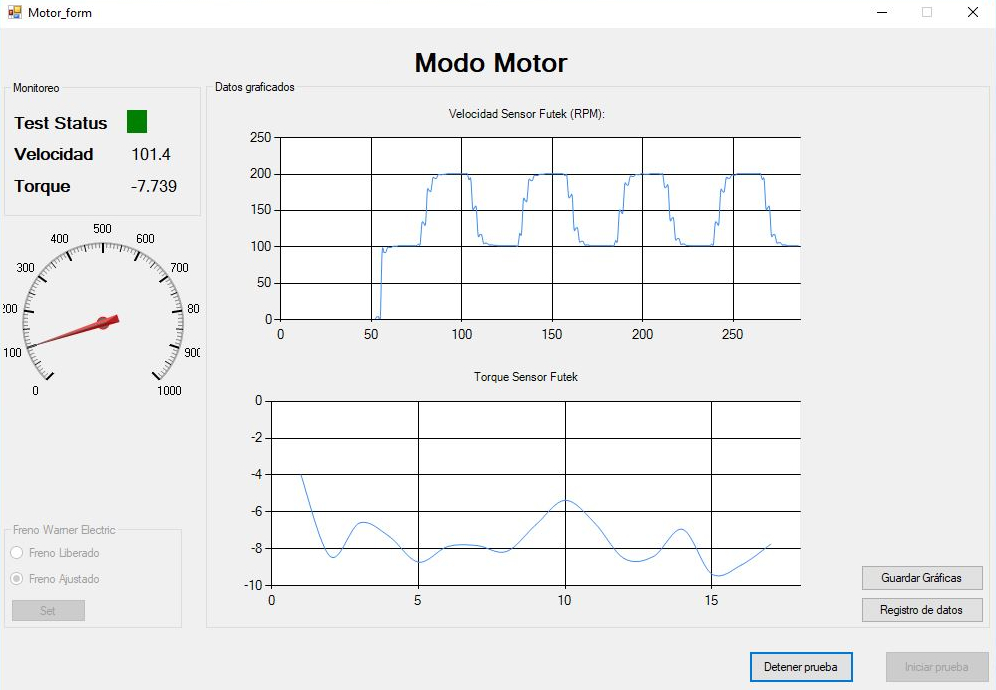 Motor_form
Modo Motor
Monitoreo
Test Status
Velocidad 101.4
Torque -7.739
0
100
200
300
400
500
600
700
80
900
1000
Freno Warner Electric
Freno Liberado
Freno Ajustado
Set
Datos graficados
Velocidad Sensor Futek (RPM):
250
200
150
100
50
0
0 50 100 150 200 250
Torque Sensor Futek
0
-2
-4
-6
-8
-10
0 5 10 15
Guardar Gráficas
Registro de datos
Detener prueba
Iniciar prueba